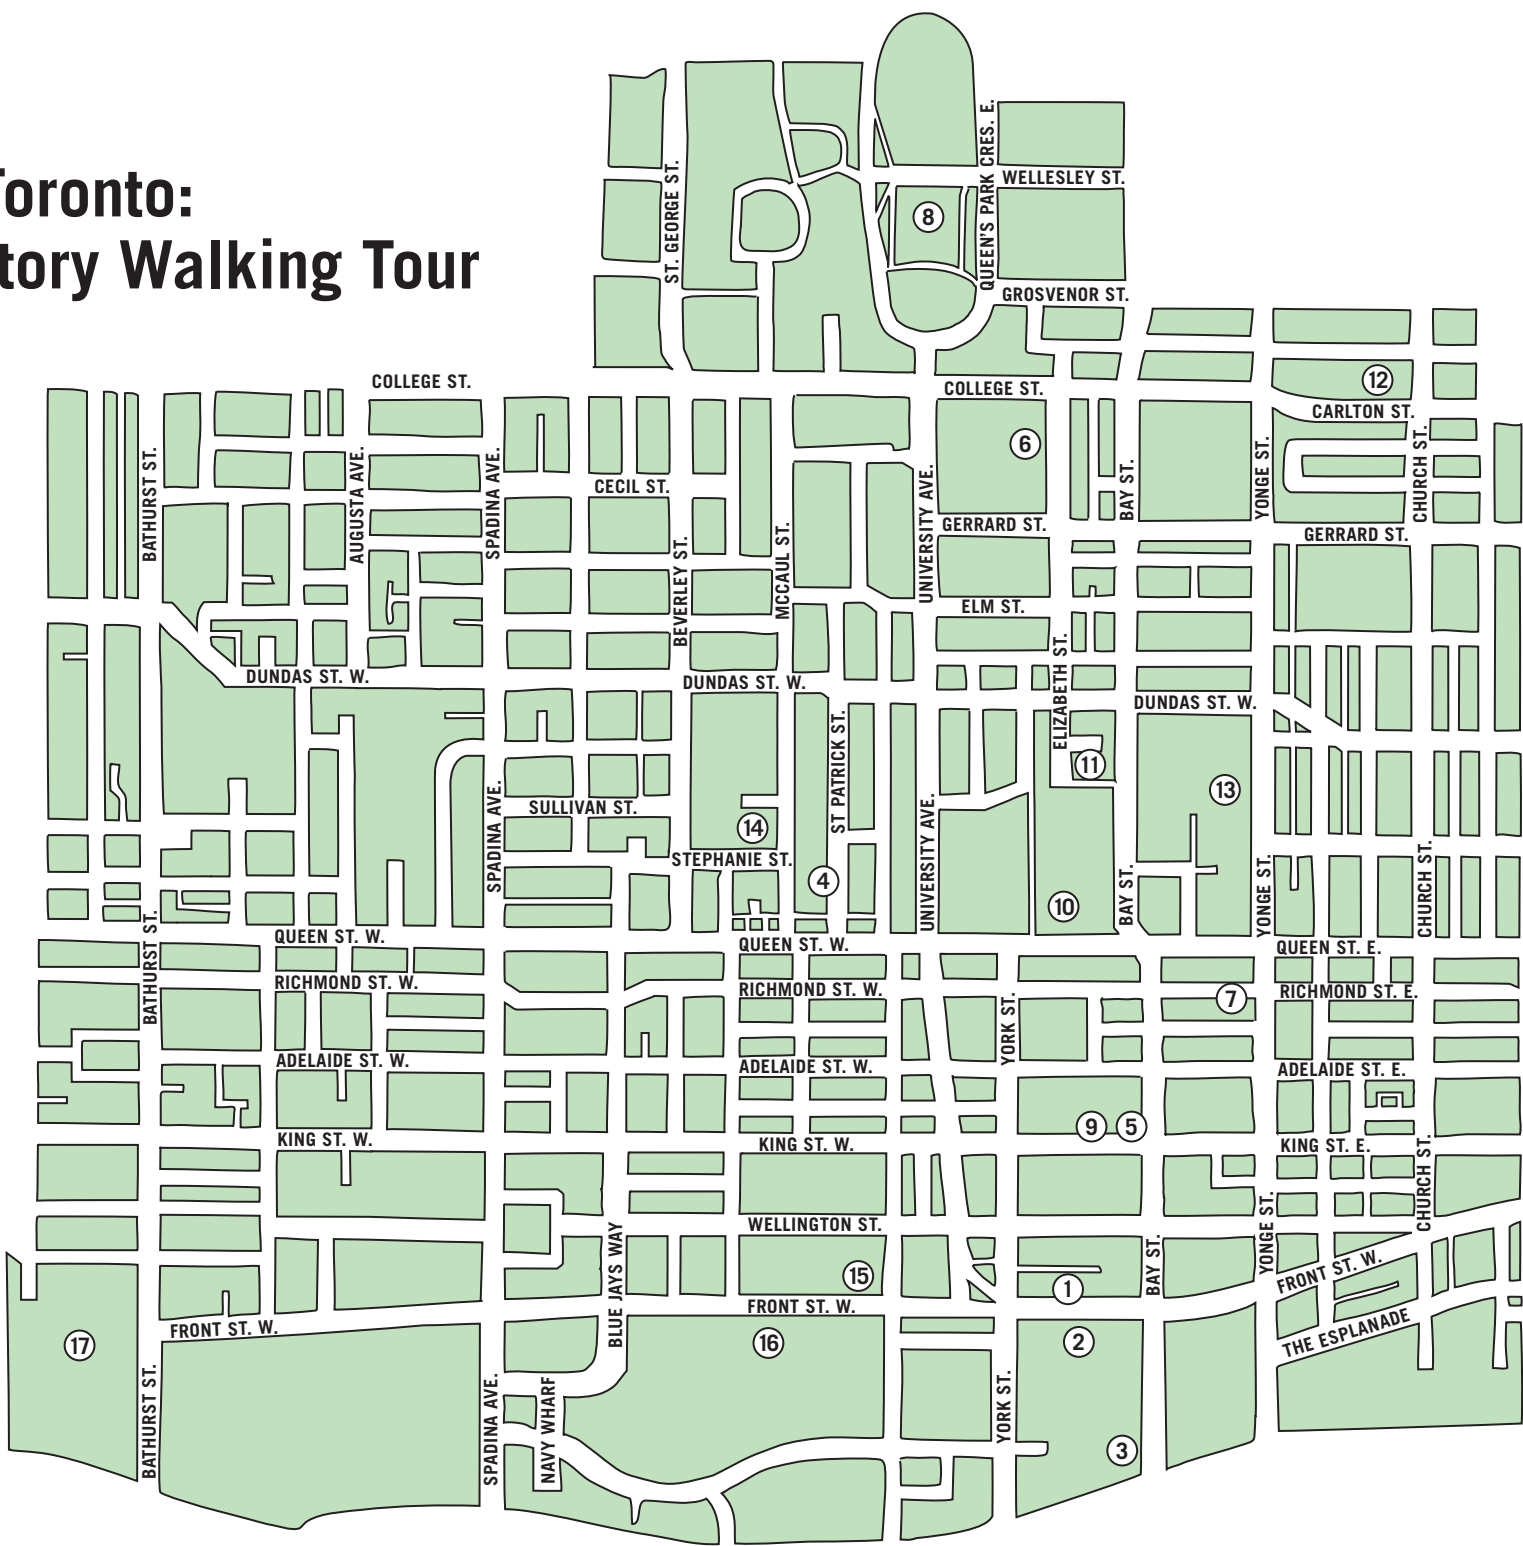 Toronto:
tory Walking Tour
QUEEN'S PARK CRES. E.
WELLESLEY ST.
ST. GEORGE ST.
8
GROSVENOR ST.
COLLEGE ST.
COLLEGE ST.
12
CARLTON ST.
6
BATHURST ST.
AUGUSTA AVE.
SPADINA AVE.
CECIL ST.
BEVERLEY ST.
MCCAUL ST.
UNIVERSITY AVE.
GERRARD ST.
BAY ST.
YONGE ST.
CHURCH ST.
GERRARD ST.
ELM ST.
ELIZABETH ST.
DUNDAS ST. W.
DUNDAS ST. W.
DUNDAS ST. W.
ST PATRICK ST.
11
13
SPADINA AVE.
SULLIVAN ST.
14
STEPHANIE ST.
4
UNIVERSITY AVE.
10
BAY ST.
YONGE ST.
CHURCH ST.
BATHURST ST.
QUEEN ST. W.
QUEEN ST. W.
QUEEN ST. E.
RICHMOND ST. W.
RICHMOND ST. W.
7
RICHMOND ST. E.
YORK ST.
ADELAIDE ST. W.
ADELAIDE ST. W.
ADELAIDE ST. E.
9
5
KING ST. W.
KING ST. W.
KING ST. E.
CHURCH ST.
WELLINGTON ST.
BLUE JAYS WAY
15
1
BAY ST.
YONGE ST.
FRONT ST. W.
FRONT ST. W.
FRONT ST. W.
THE ESPLANADE
17
16
2
BATHURST ST.
SPADINA AVE.
NAVY WHARF
YORK ST.
3